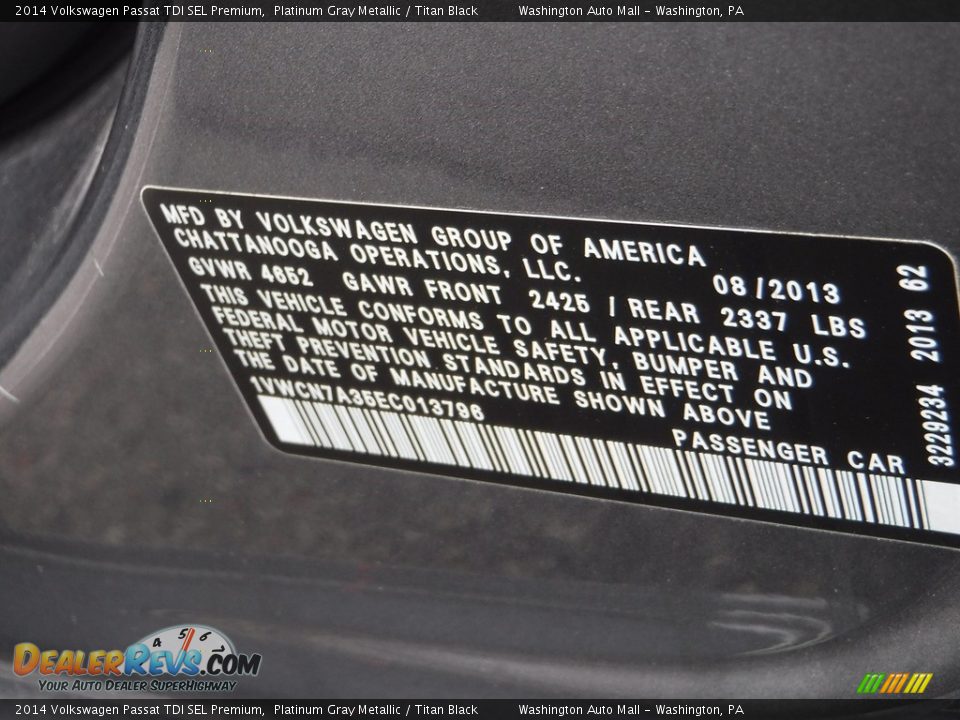 2014 Volkswagen Passat TDI SEL Premium,  Platinum Gray Metallic / Titan Black  Washington Auto Mall - Washington, PA
MFD BY VOLKSWAGEN GROUP OF AMERICA
CHATTANOOGA OPERATIONS, LLC.  08/2013
GVWR 4652  GAWR FRONT  2425 / REAR  2337  LBS
THIS VEHICLE CONFORMS TO ALL APPLICABLE U.S.
FEDERAL MOTOR VEHICLE SAFETY, BUMPER AND
THEFT PREVENTION STANDARDS IN EFFECT ON
THE DATE OF MANUFACTURE SHOWN ABOVE
1VWCN7A35EC013796  PASSENGER CAR
3229234  2013 62
4 5 6 7
DEALERREVS.COM
YOUR AUTO DEALER SUPERHIGHWAY
2014 Volkswagen Passat TDI SEL Premium,  Platinum Gray Metallic / Titan Black  Washington Auto Mall - Washington, PA